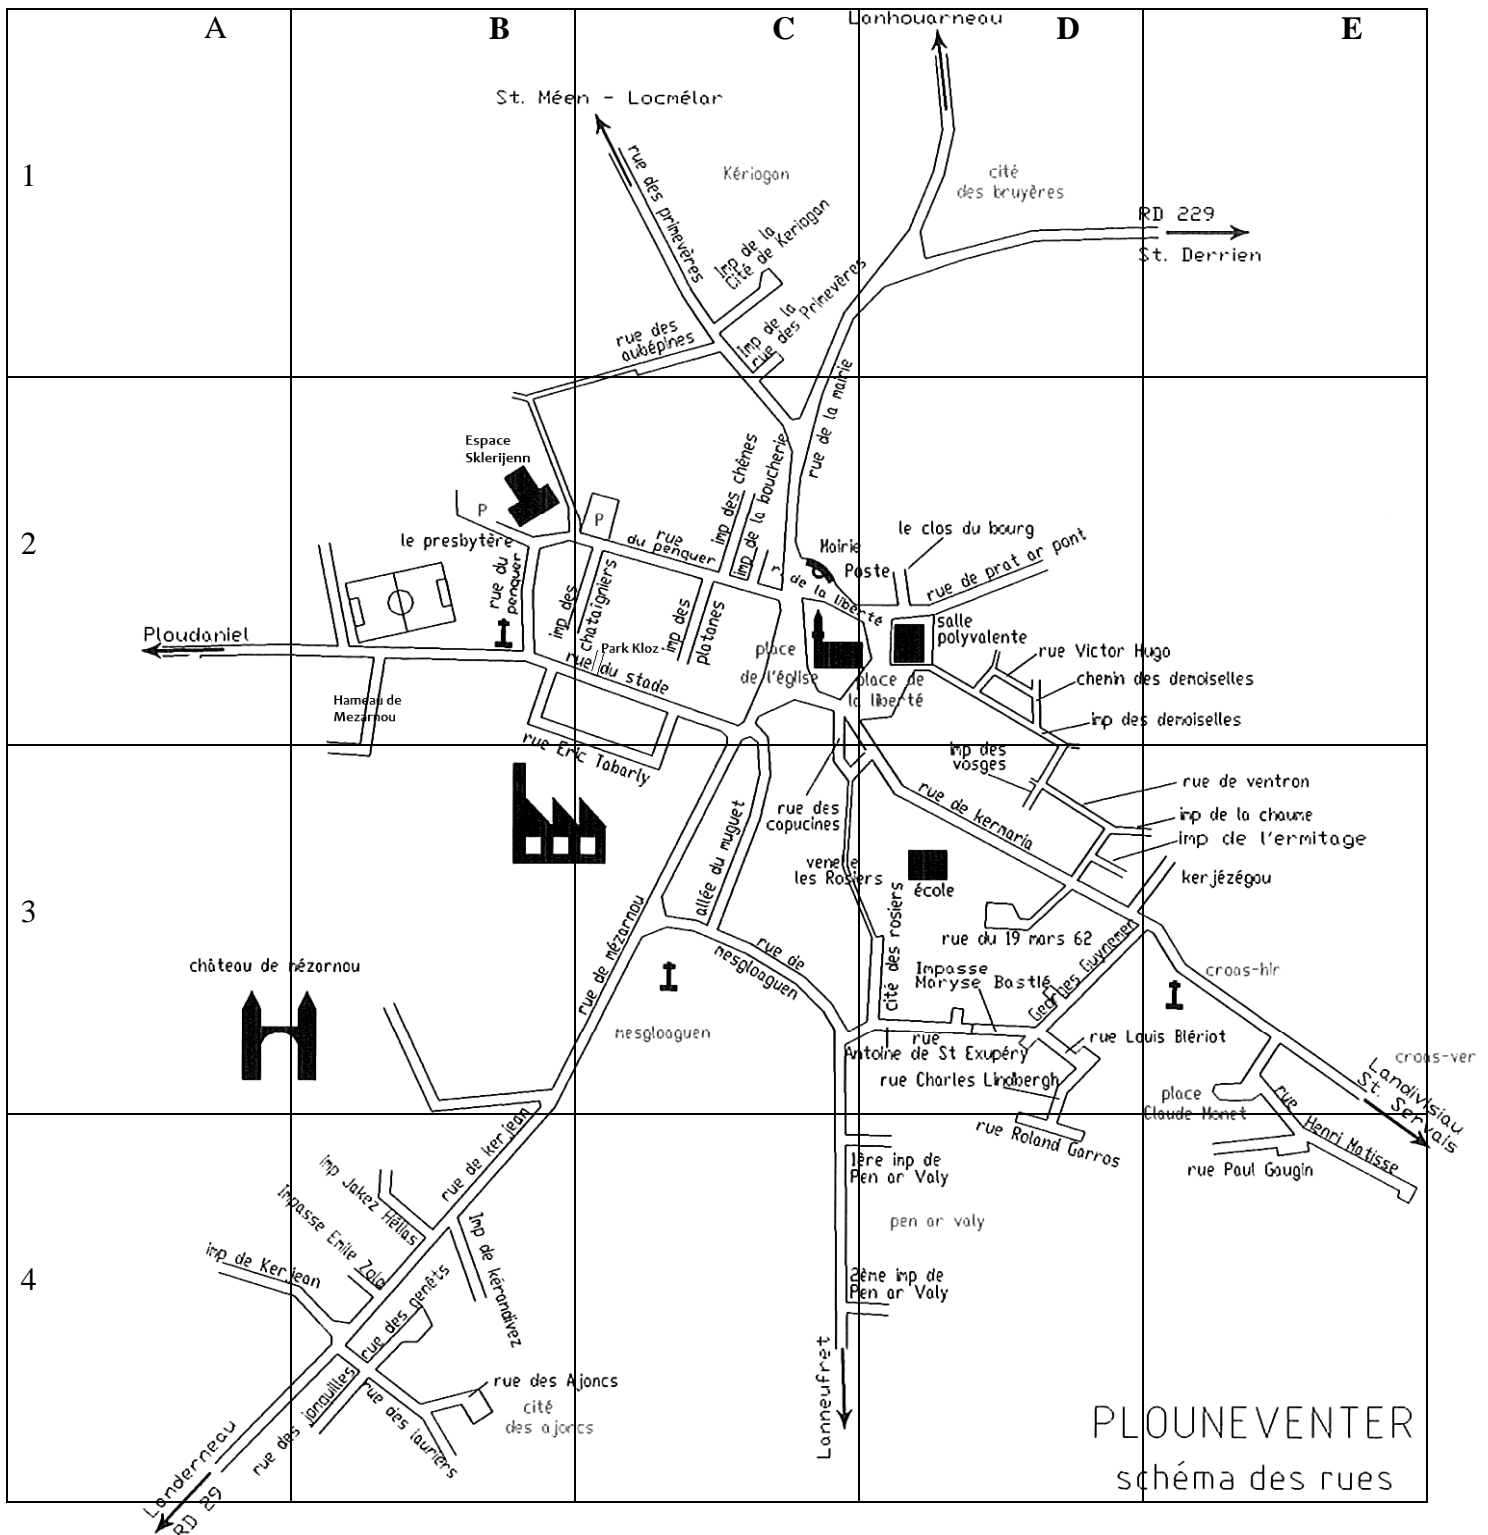 A B C D E
Lanhouarneau
St. Méen - Locmélar
1
rue des primevères
Kériogan
cité
des bruyères
Imp de la
Cité de Keriogan
RD 229
St. Derrien
Imp de la
rue des Primevères
rue des
aubépines
rue de la mairie
2
Espace
Sklerijenn
P
P
le presbytère
rue du
penquer
rue
du penquer
imp des chênes
imp de la boucherie
Mairie
Poste
le clos du bourg
rue de prat ar pont
r. de la liberté
imp des
chataigniers
imp des
platanes
Park Kloz
rue du stade
place
de l'église
place de
la liberté
salle
polyvalente
rue Victor Hugo
chemin des demoiselles
imp des demoiselles
Ploudaniel
Hameau de
Mezarnou
rue Eric Tabarly
3
imp des
vosges
rue de ventron
imp de la chaume
imp de l'ermitage
kerjézégou
rue des
capucines
rue de kermaria
allée du muguet
venelle
les Rosiers
école
cité des rosiers
rue du 19 mars 62
Georges Guynemer
Impasse
Maryse Bastié
croas-hir
château de mézarnou
rue de mézarnou
rue de
mesgloaguen
mesgloaguen
rue
Antoine de St Exupéry
rue Louis Blériot
rue Charles Lindbergh
croas-ver
Landivisiau
St. Servais
place
Claude Monet
rue Henri Matisse
rue Roland Garros
rue Paul Gaugin
4
rue de kerjean
imp Jakez Hélias
Impasse Emile Zola
imp de Kerjean
Imp de kérandivez
rue des genêts
1ère imp de
Pen ar Valy
pen ar valy
2ème imp de
Pen ar Valy
rue des Ajoncs
cité
des ajoncs
rue des jonquilles
rue des lauriers
Lanneufret
Landerneau
RD 29
PLOUNEVENTER
schéma des rues